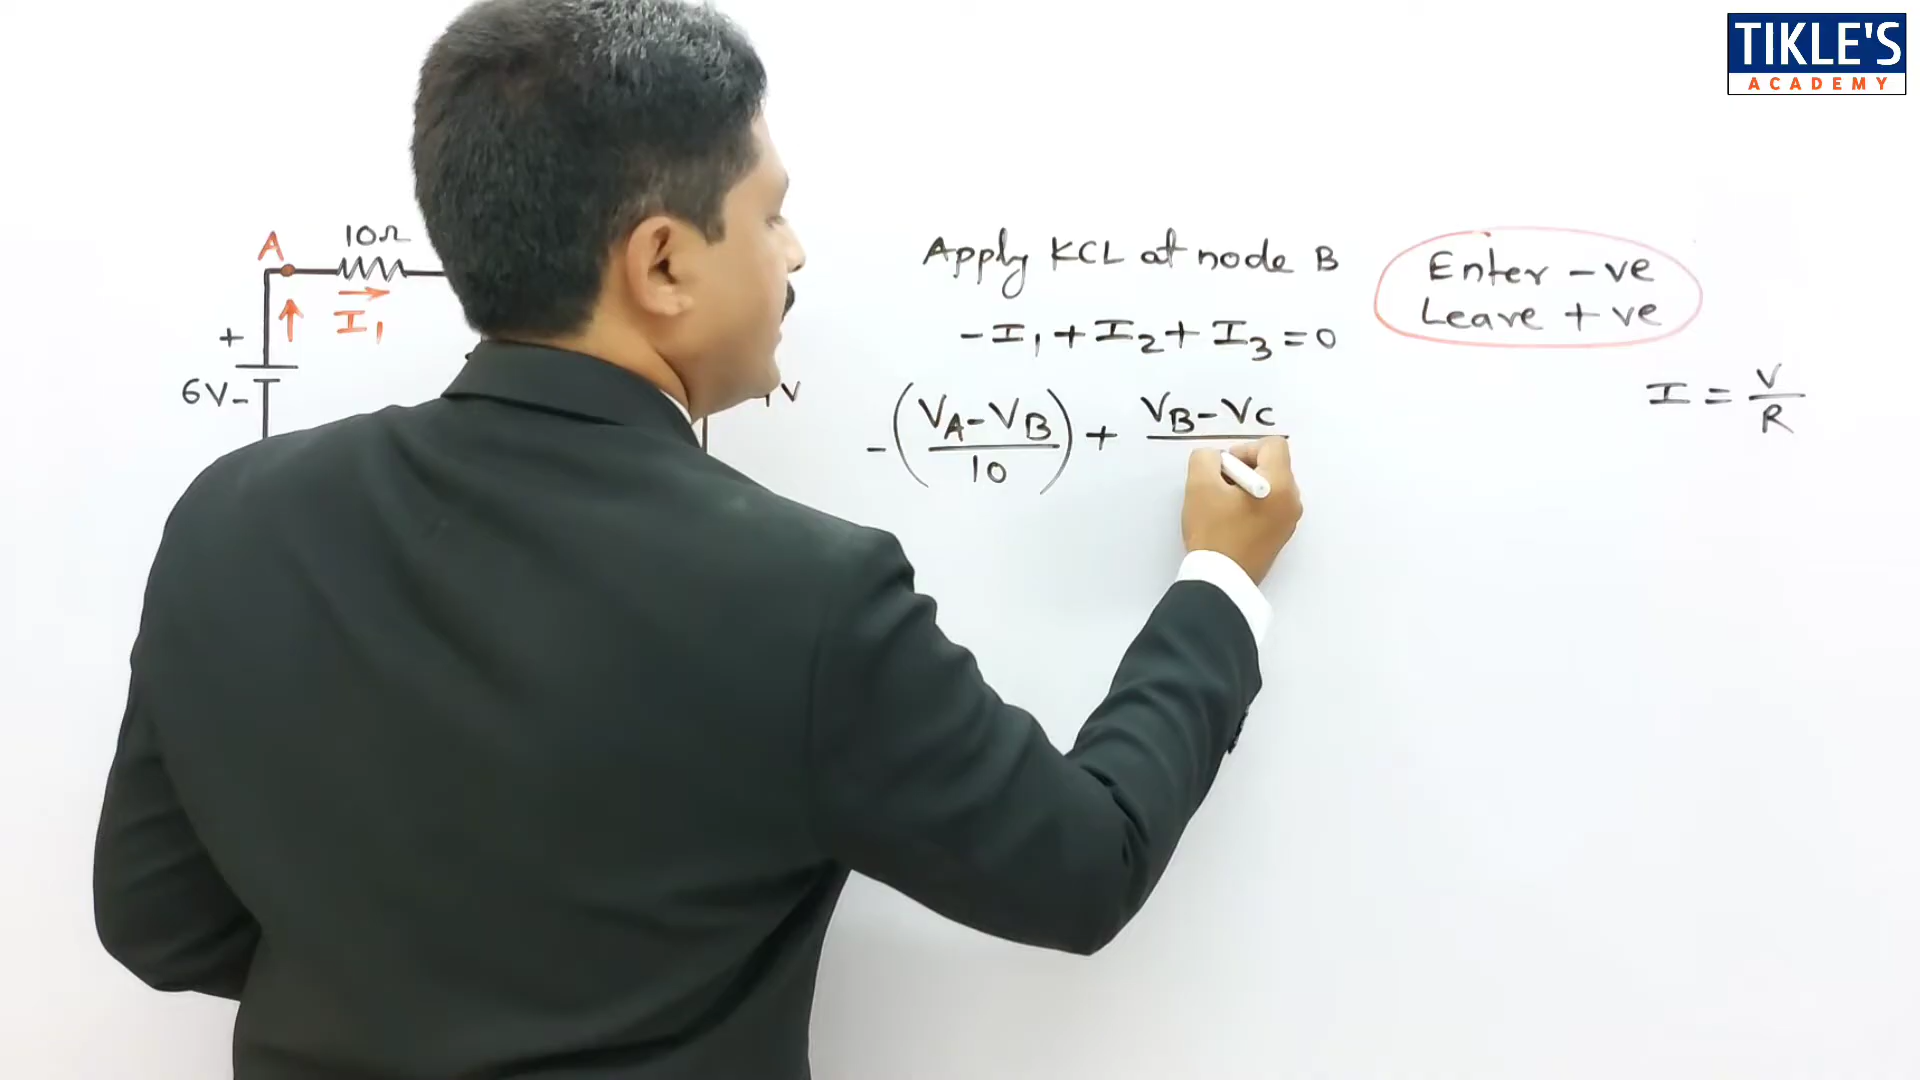 TIKLE'S
ACADEMY
A 10Ω
I₁
+
6V-
V
Apply KCL at node B
-I₁ + I₂ + I₃ = 0
-(VA-VB/10) + VB-VC
Enter -ve
Leave +ve
I = V/R